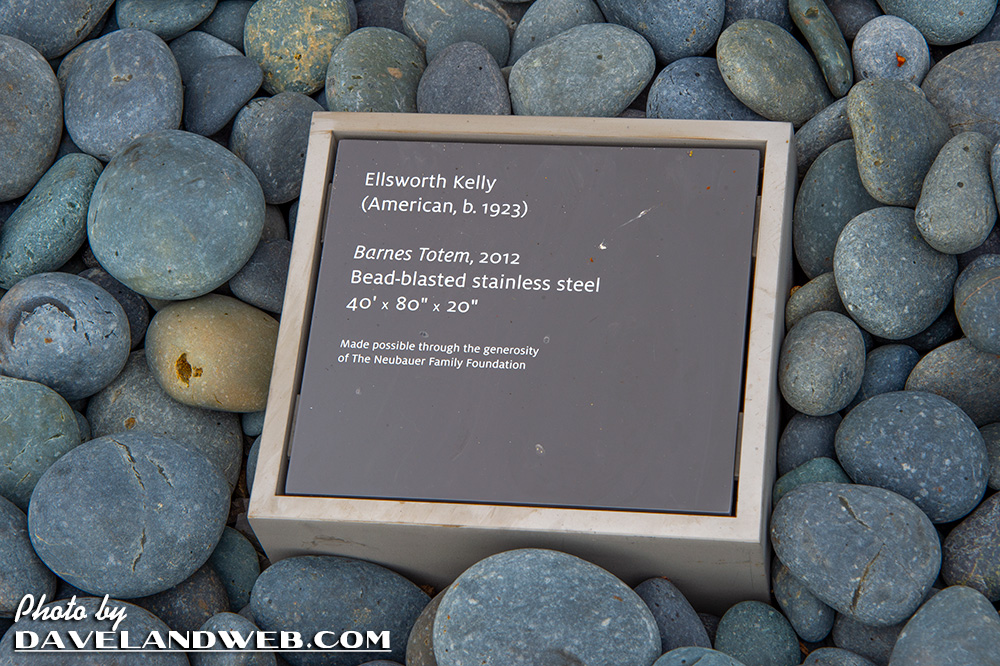 Ellsworth Kelly
(American, b. 1923)
Barnes Totem, 2012
Bead-blasted stainless steel
40' x 80" x 20"
Made possible through the generosity
of The Neubauer Family Foundation
Photo by
DAVELANDWEB.COM